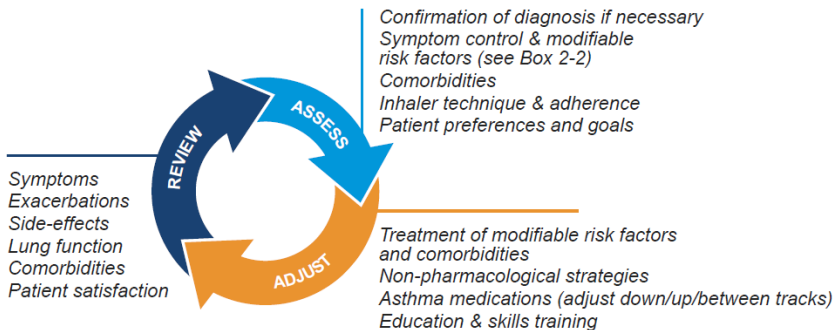 Confirmation of diagnosis if necessary
Symptom control & modifiable
risk factors (see Box 2-2)
Comorbidities
Inhaler technique & adherence
Patient preferences and goals
ASSESS
REVIEW
Symptoms
Exacerbations
Side-effects
Lung function
Comorbidities
Patient satisfaction
ADJUST
Treatment of modifiable risk factors
and comorbidities
Non-pharmacological strategies
Asthma medications (adjust down/up/between tracks)
Education & skills training